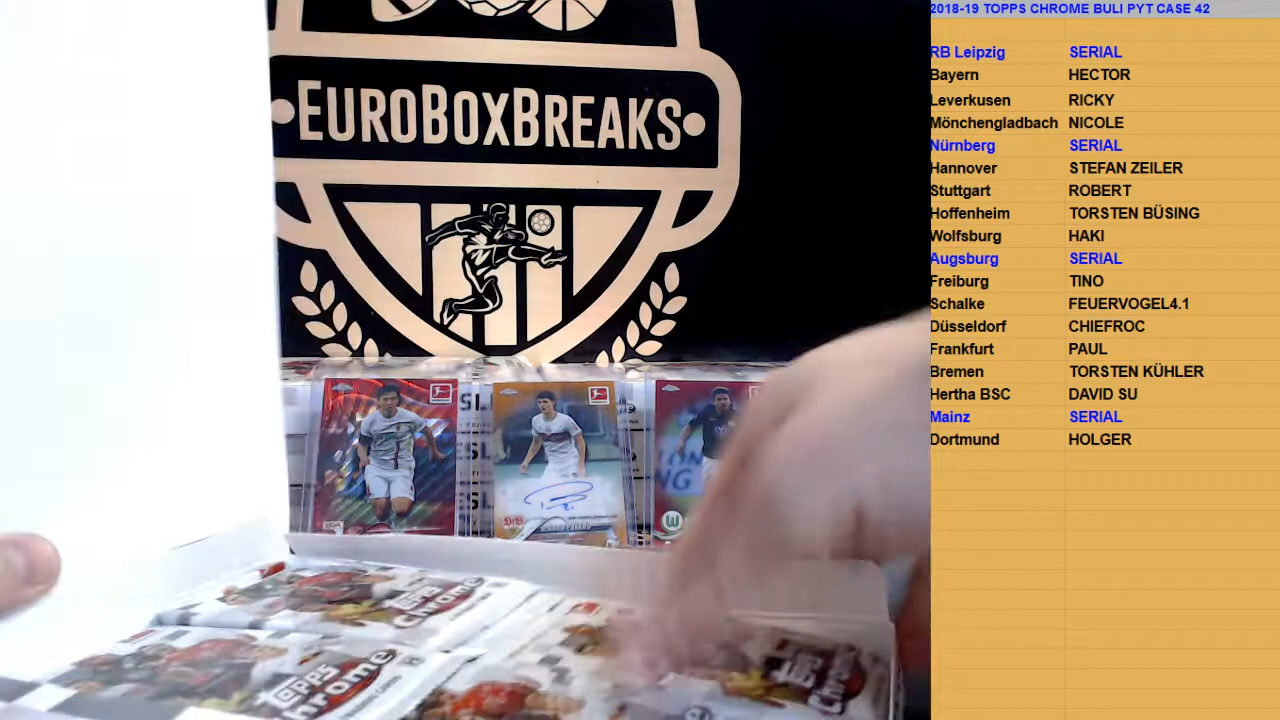 2018-19 TOPPS CHROME BULI PYT CASE 42
RB Leipzig SERIAL
Bayern HECTOR
Leverkusen RICKY
Mönchengladbach NICOLE
Nürnberg SERIAL
Hannover STEFAN ZEILER
Stuttgart ROBERT
Hoffenheim TORSTEN BÜSING
Wolfsburg HAKI
Augsburg SERIAL
Freiburg TINO
Schalke FEUERVOGEL4.1
Düsseldorf CHIEFROC
Frankfurt PAUL
Bremen TORSTEN KÜHLER
Hertha BSC DAVID SU
Mainz SERIAL
Dortmund HOLGER
EUROBOXBREAKS
TOPPS Chrome
TOPPS
Chrome